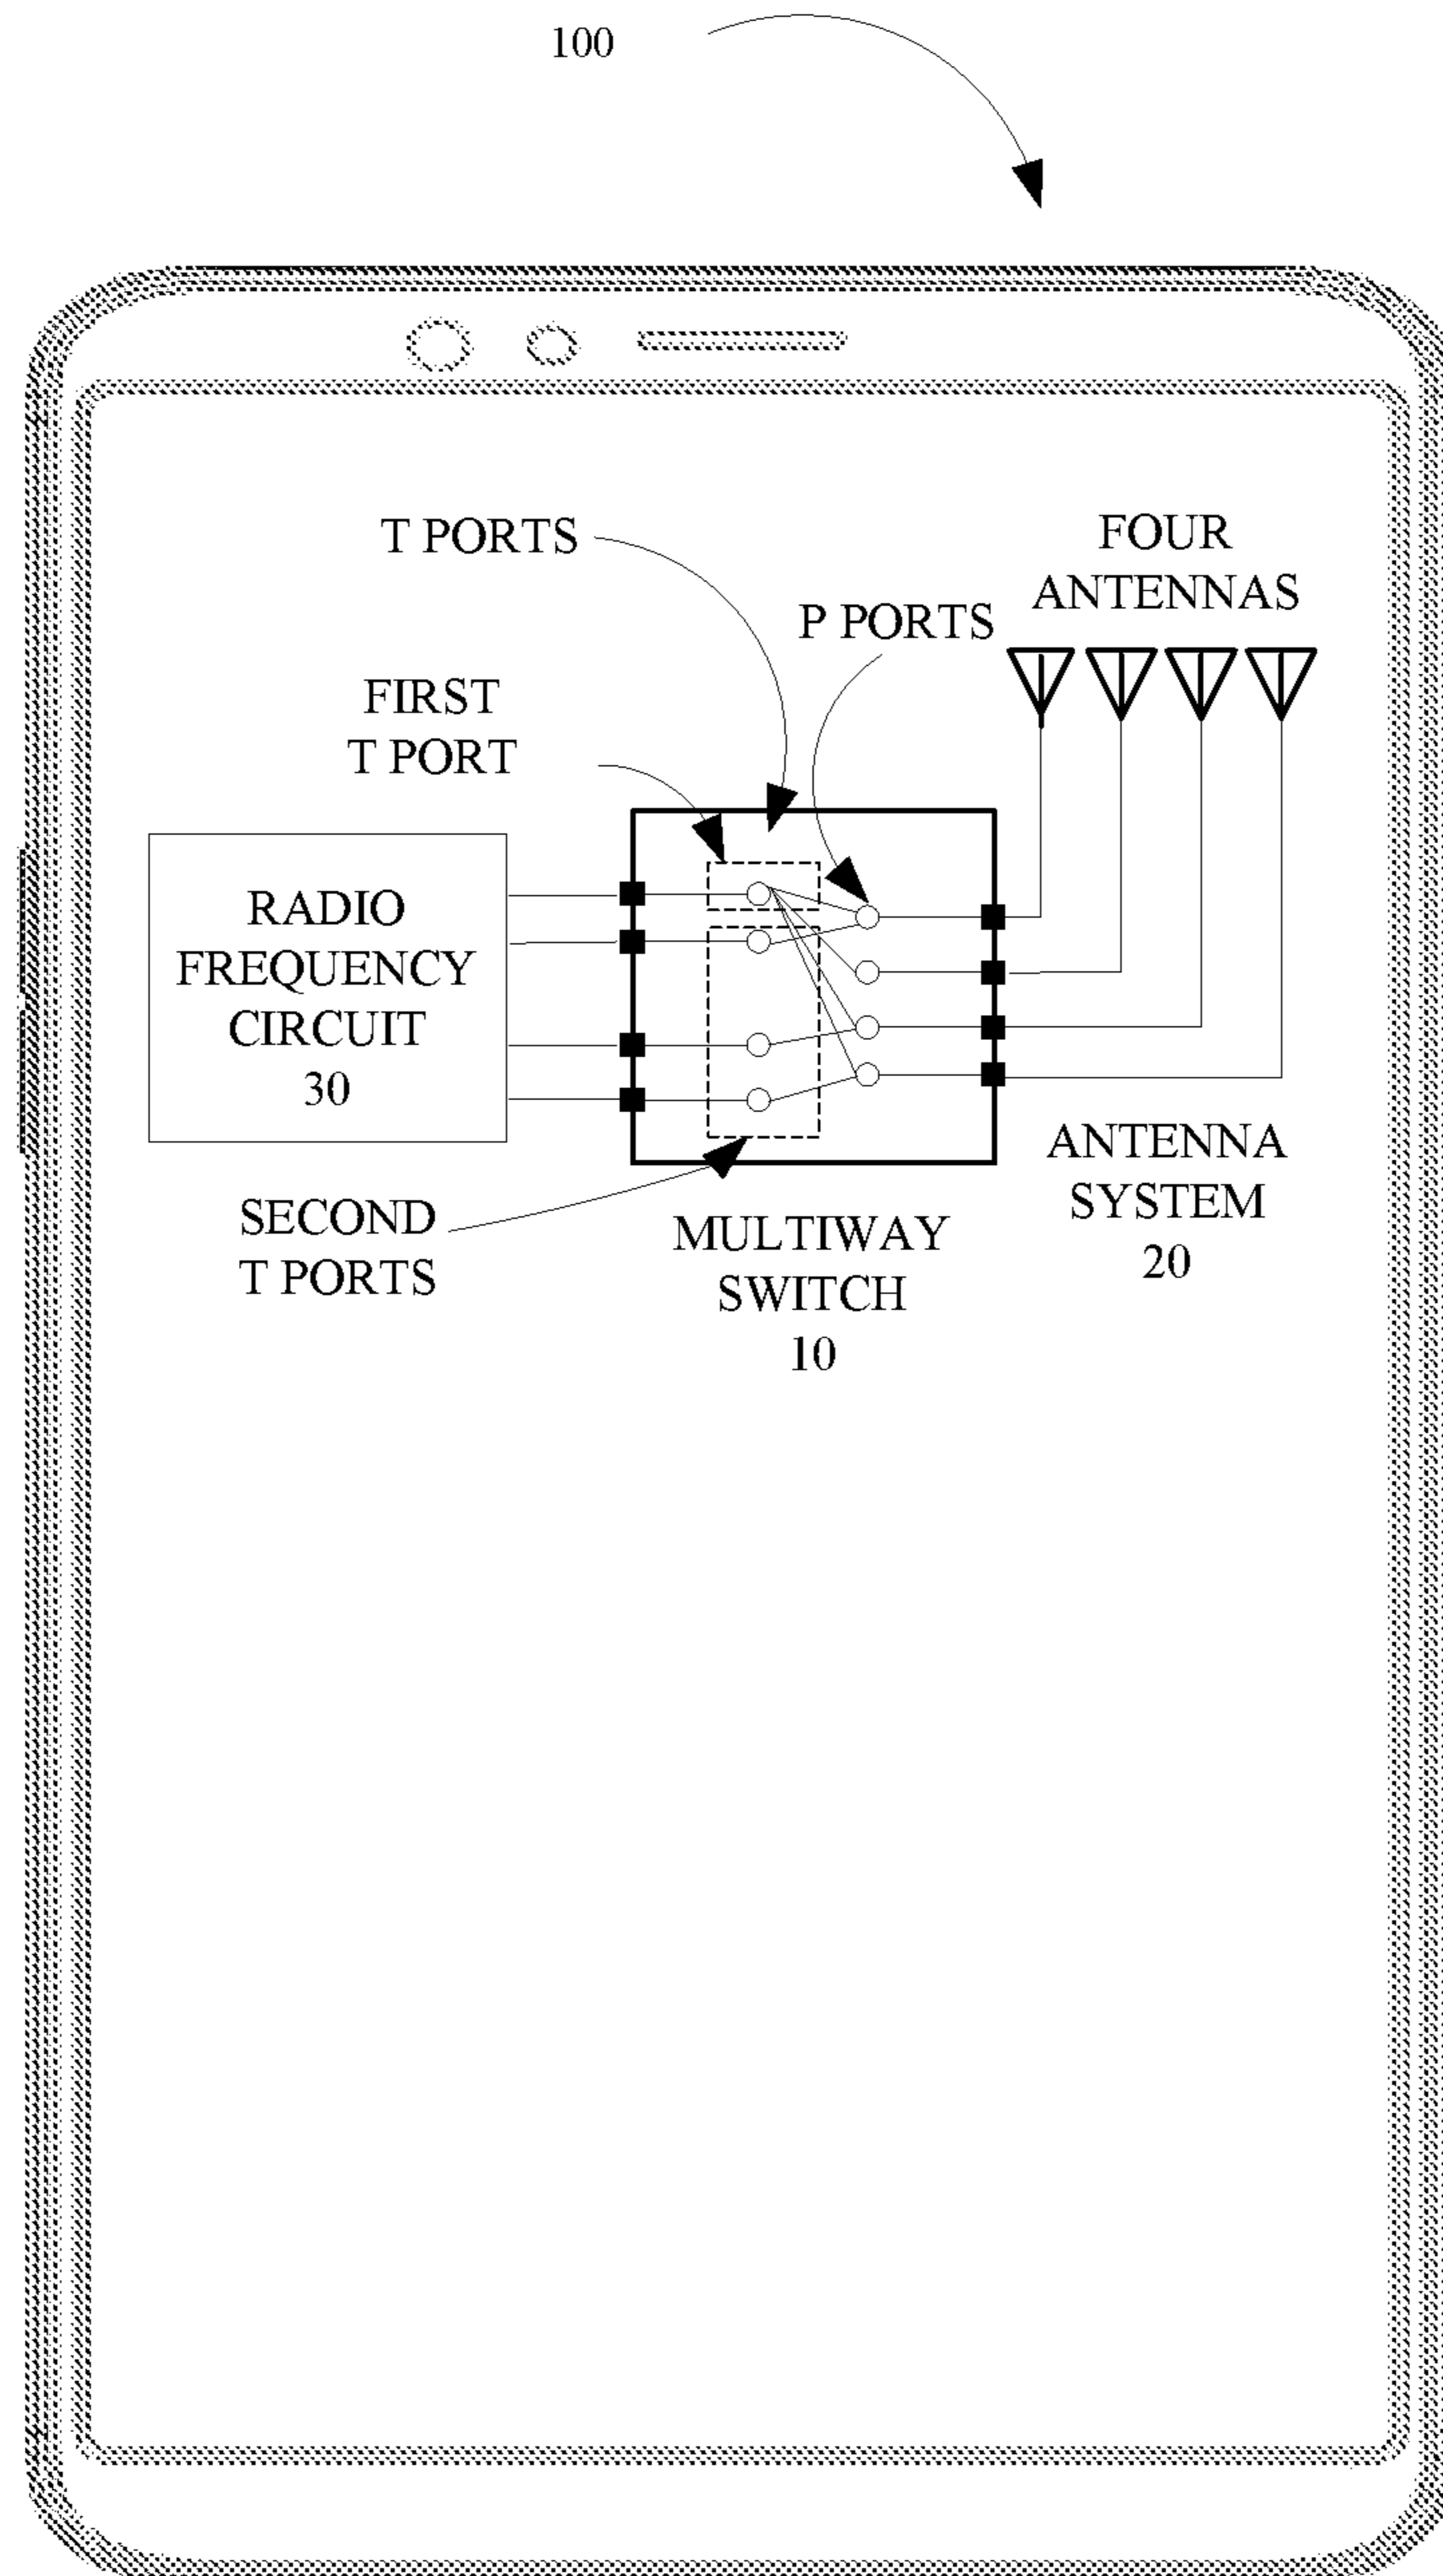 100
T PORTS
FOUR
ANTENNAS
P PORTS
FIRST
T PORT
RADIO
FREQUENCY
CIRCUIT
30
SECOND
T PORTS
MULTIWAY
SWITCH
10
ANTENNA
SYSTEM
20